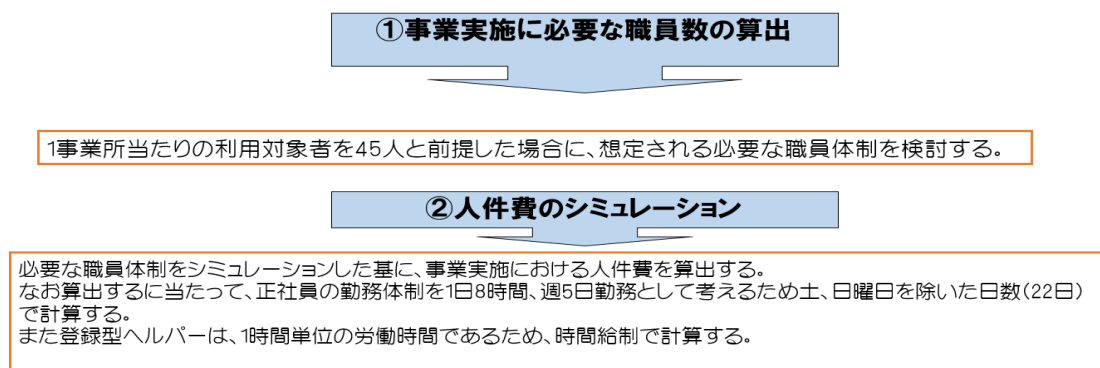 ①事業実施に必要な職員数の算出
1事業所当たりの利用対象者を45人と前提した場合に、想定される必要な職員体制を検討する。
②人件費のシミュレーション
必要な職員体制をシミュレーションした基に、事業実施における人件費を算出する。
なお算出するに当たって、正社員の勤務体制を1日8時間、週5日勤務として考えるため土、日曜日を除いた日数(22日)
で計算する。
また登録型ヘルパーは、1時間単位の労働時間であるため、時間給制で計算する。